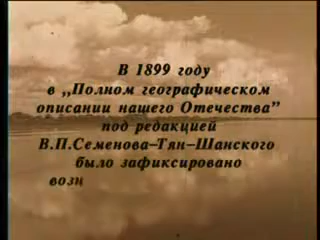 В 1899 году
в ,,Полном географическом
описании нашего Отечества"
под редакцией
В.П.Семенова–Тян–Шанского
было зафиксировано
возн